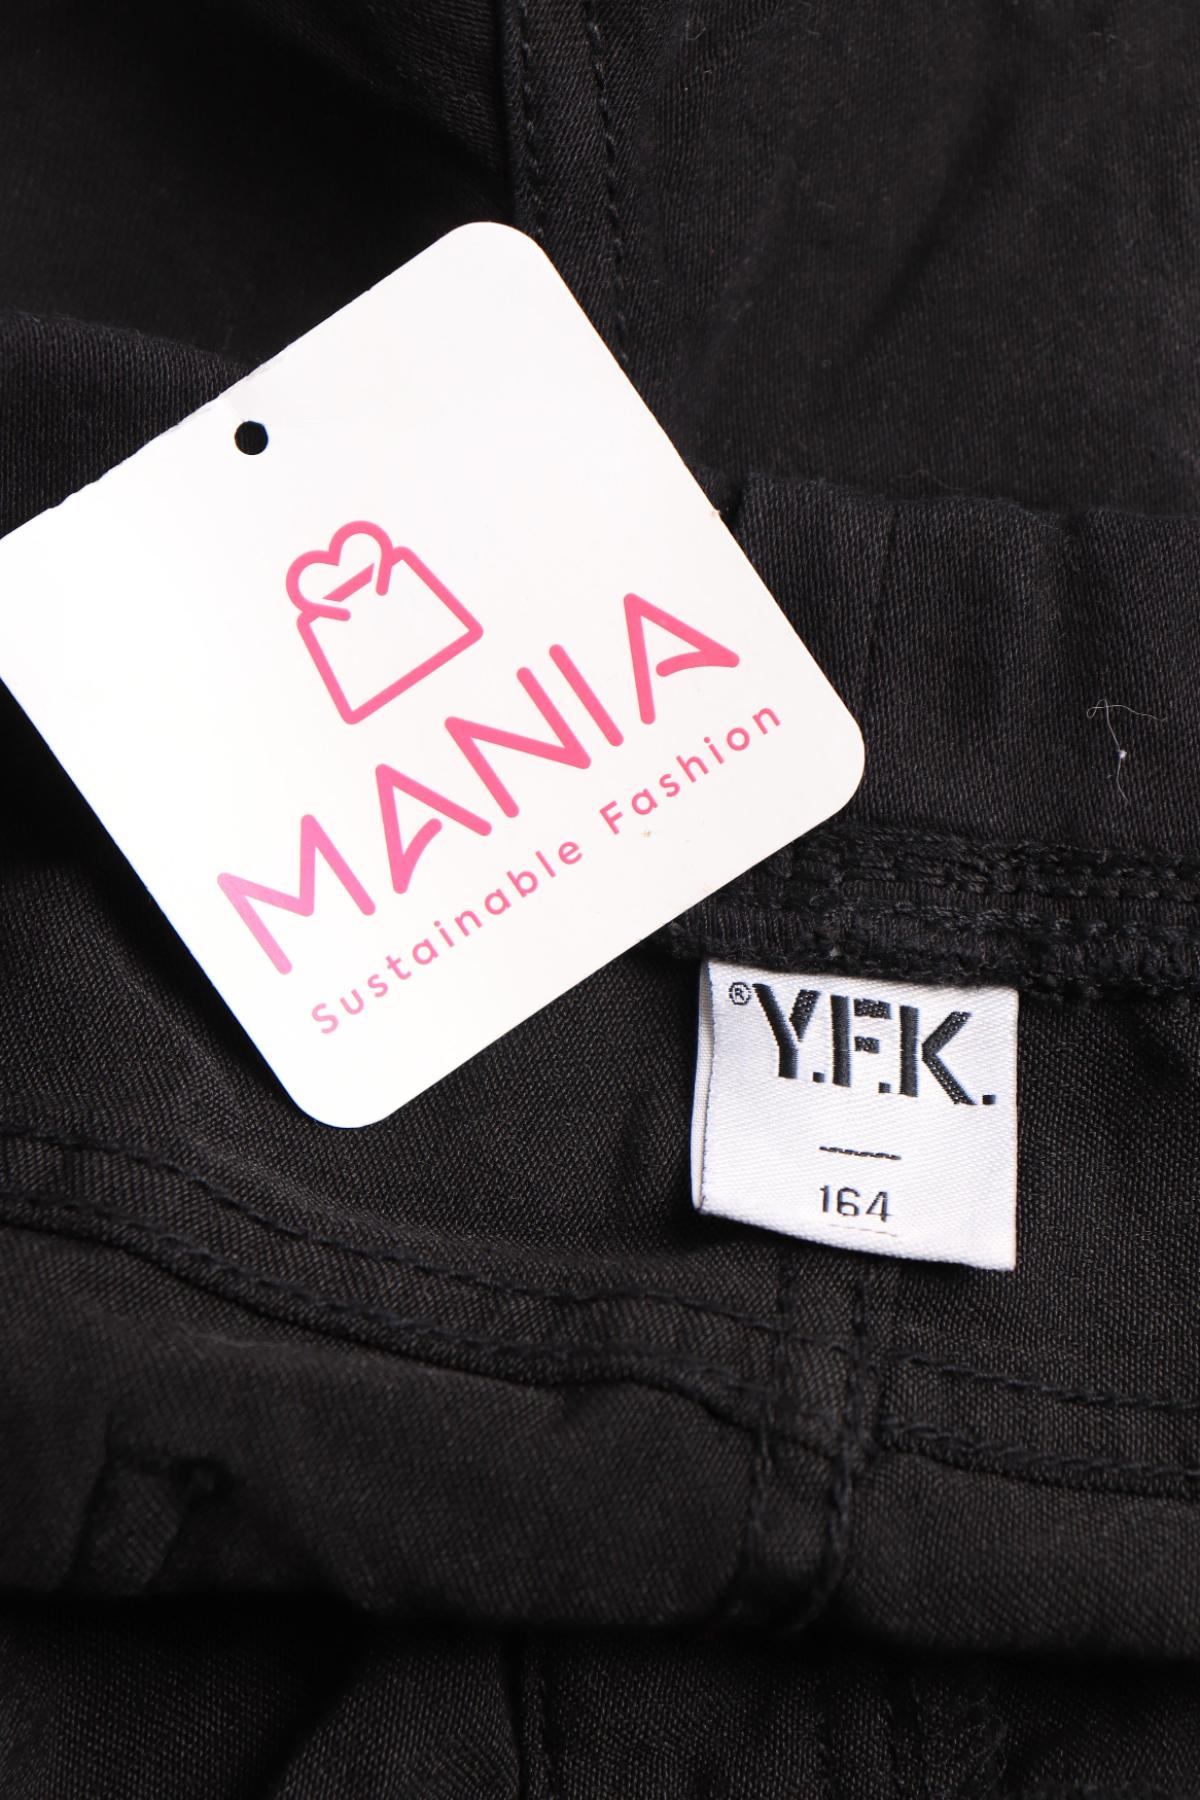 MANIA
Sustainable Fashion
®Y.F.K.
164